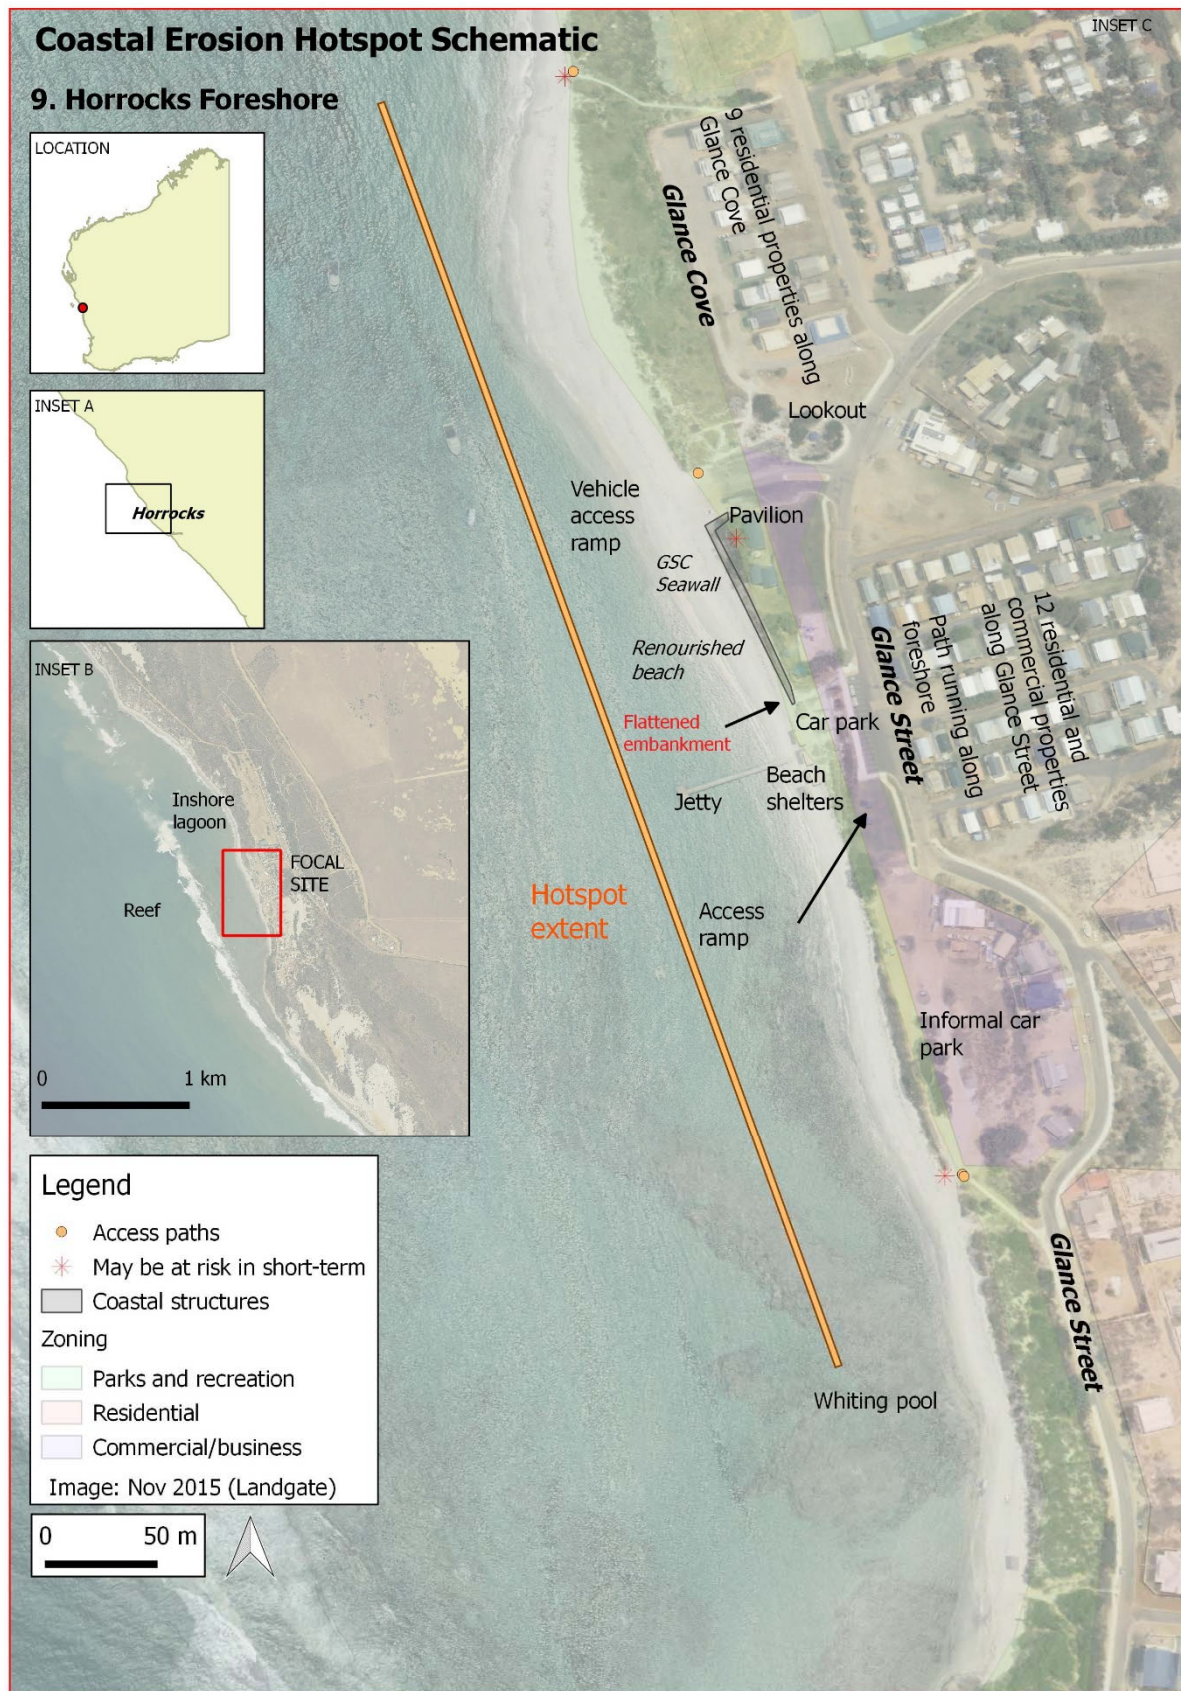 Coastal Erosion Hotspot Schematic
INSET C
9. Horrocks Foreshore
LOCATION
INSET A
Horrocks
INSET B
Inshore
lagoon
FOCAL
SITE
Reef
0 1 km
9 residential properties along
Glance Cove
Glance Cove
Lookout
Vehicle
access
ramp
Pavilion
GSC
Seawall
Renourished
beach
Flattened
embankment
Car park
Glance Street
Path running along
foreshore
12 residential and
commercial properties
along Glance Street
Jetty
Beach
shelters
Hotspot
extent
Access
ramp
Informal car
park
Glance Street
Whiting pool
Legend
Access paths
May be at risk in short-term
Coastal structures
Zoning
Parks and recreation
Residential
Commercial/business
Image: Nov 2015 (Landgate)
0 50 m